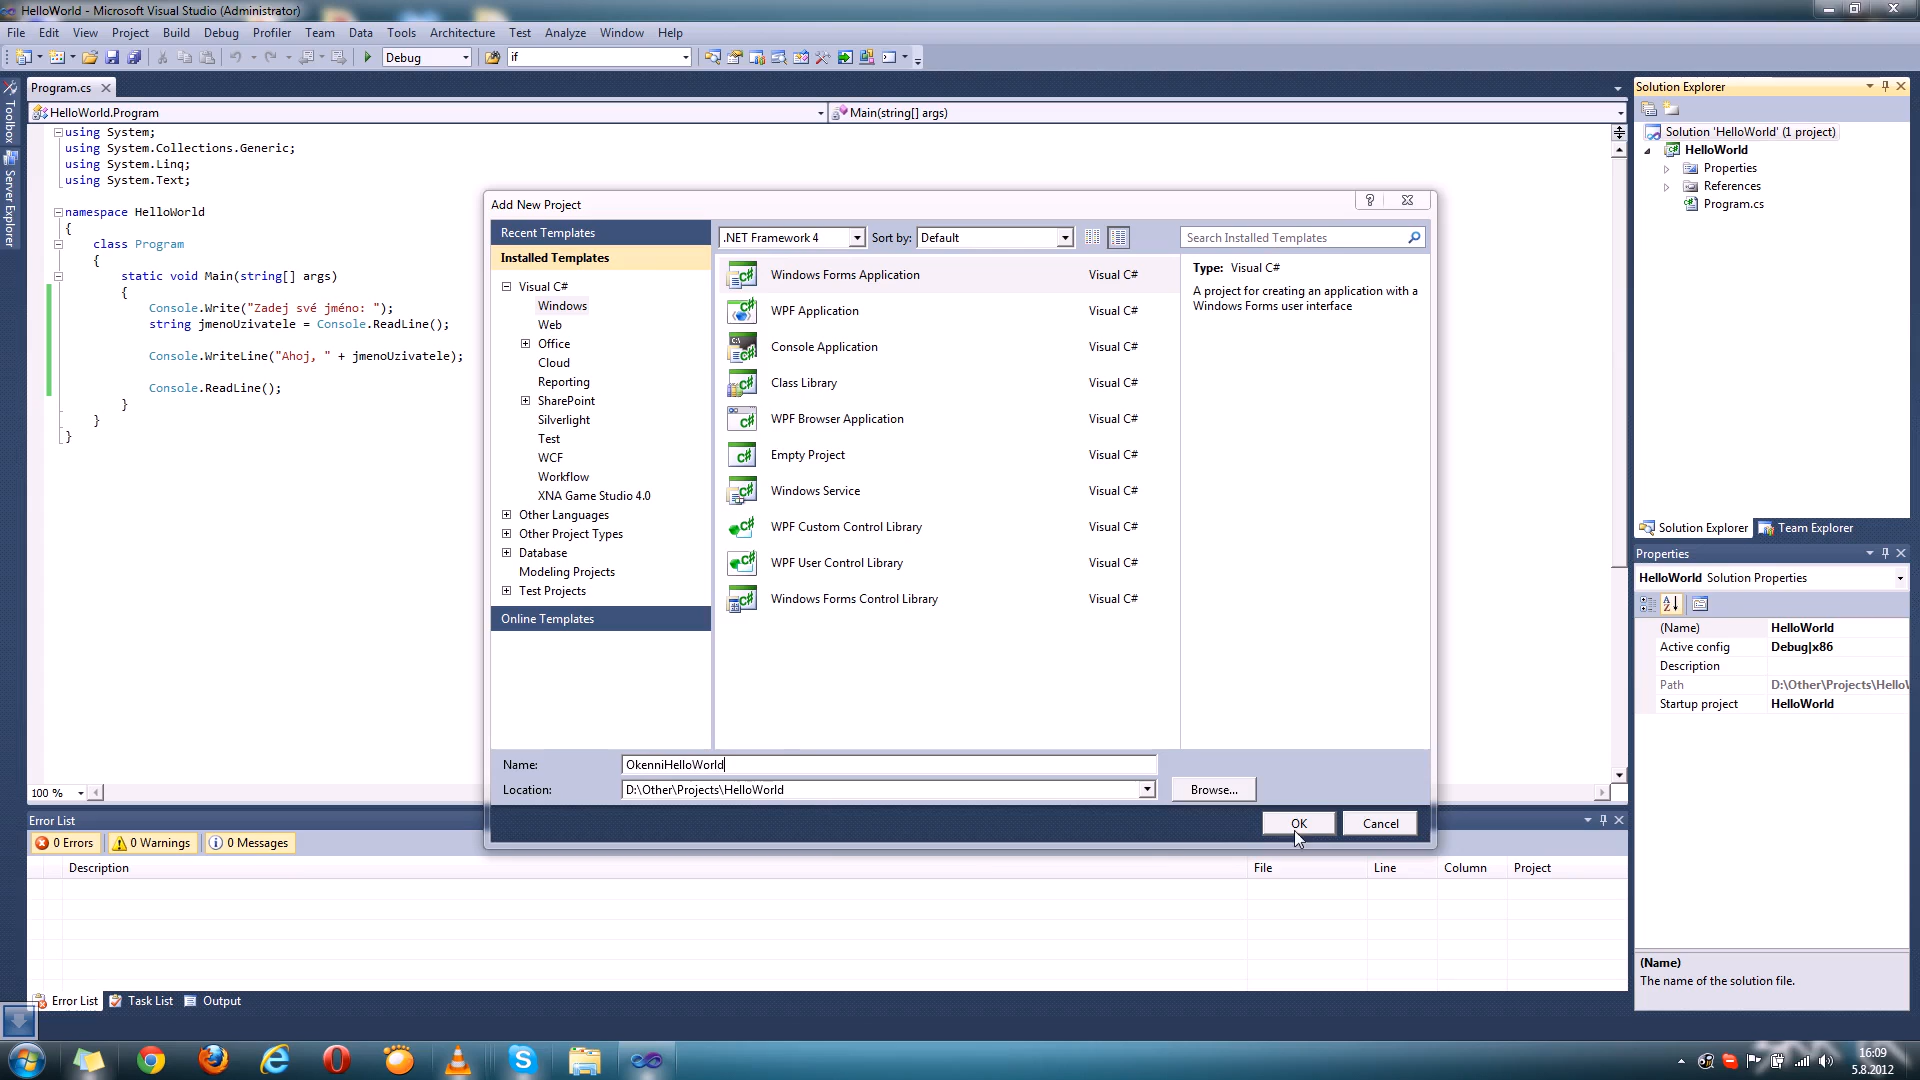 HelloWorld - Microsoft Visual Studio (Administrator)
File Edit View Project Build Debug Profiler Team Data Tools Architecture Test Analyze Window Help
Debug if
Toolbox
Server Explorer
Program.cs
HelloWorld.Program Main(string[] args)
using System;
using System.Collections.Generic;
using System.Linq;
using System.Text;
namespace HelloWorld
{
class Program
{
static void Main(string[] args)
{
Console.Write("Zadej své jméno: ");
string jmenoUzivatele = Console.ReadLine();
Console.WriteLine("Ahoj, " + jmenoUzivatele);
Console.ReadLine();
}
}
}
100 %
Add New Project
Recent Templates
Installed Templates
Visual C#
Windows
Web
Office
Cloud
Reporting
SharePoint
Silverlight
Test
WCF
Workflow
XNA Game Studio 4.0
Other Languages
Other Project Types
Database
Modeling Projects
Test Projects
Online Templates
.NET Framework 4 Sort by: Default
Search Installed Templates
Windows Forms Application Visual C#
WPF Application Visual C#
Console Application Visual C#
Class Library Visual C#
WPF Browser Application Visual C#
Empty Project Visual C#
Windows Service Visual C#
WPF Custom Control Library Visual C#
WPF User Control Library Visual C#
Windows Forms Control Library Visual C#
Type: Visual C#
A project for creating an application with a
Windows Forms user interface
Name: OkenniHelloWorld
Location: D:\Other\Projects\HelloWorld Browse...
OK Cancel
Solution Explorer
Solution 'HelloWorld' (1 project)
HelloWorld
Properties
References
Program.cs
Solution Explorer Team Explorer
Properties
HelloWorld Solution Properties
(Name) HelloWorld
Active config Debug|x86
Description
Path D:\Other\Projects\Hello
Startup project HelloWorld
(Name)
The name of the solution file.
Error List
0 Errors 0 Warnings 0 Messages
Description File Line Column Project
Error List Task List Output
16:09
5.8.2012